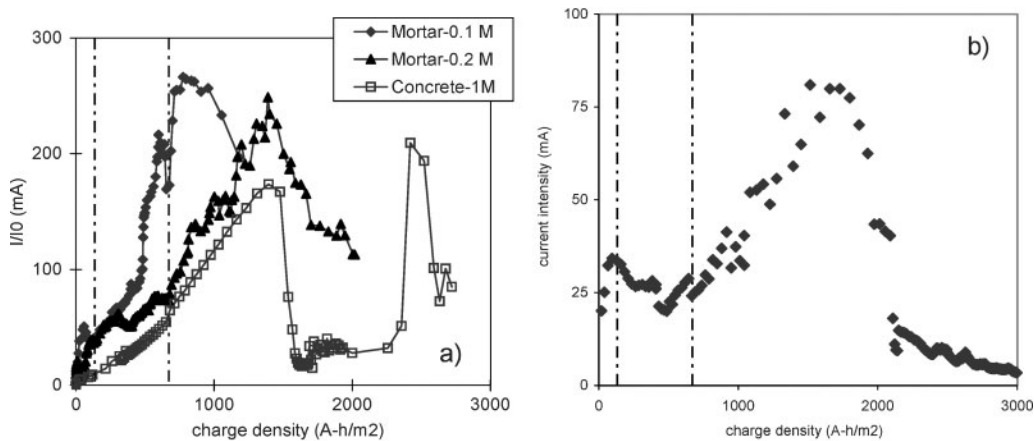 a)
300
200
100
0
I/I0 (mA)
Mortar-0.1 M
Mortar-0.2 M
Concrete-1M
0 1000 2000 3000
charge density (A-h/m2)
b)
100
75
50
25
0
current intensity (mA)
0 1000 2000 3000
charge density (A-h/m2)